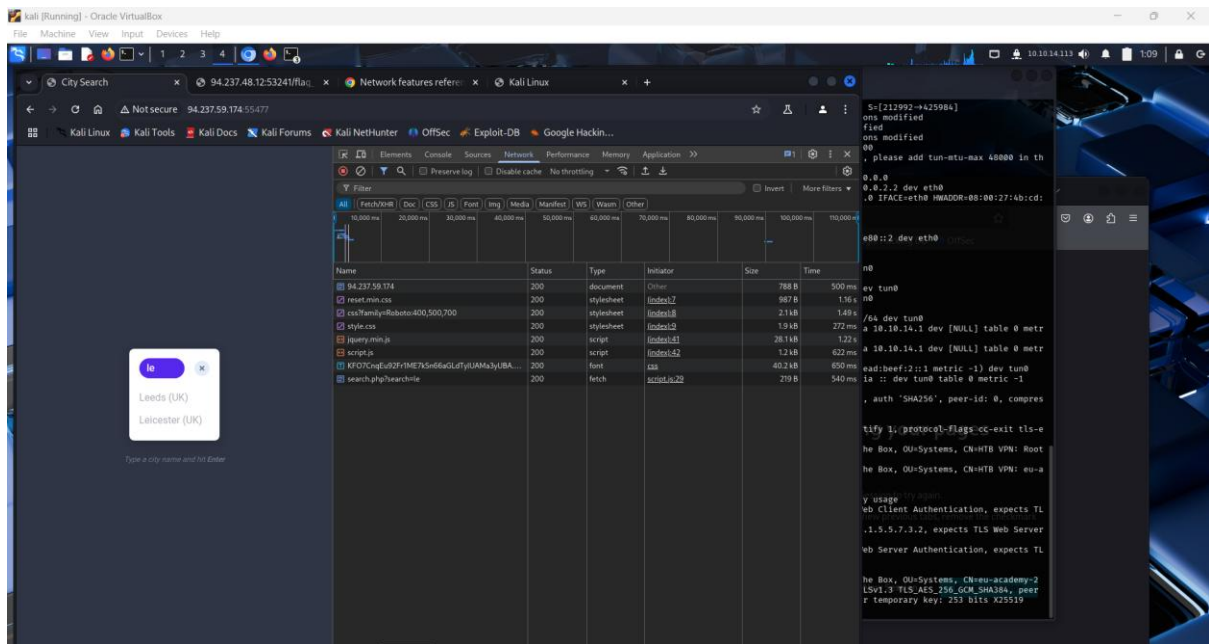 kali [Running] - Oracle VirtualBox
File Machine View Input Devices Help
1 2 3 4
10.10.14.113
1:09
City Search
94.237.48.12:53241/flag_
Network features refere
Kali Linux
Not secure 94.237.59.174:55477
Kali Linux Kali Tools Kali Docs Kali Forums Kali NetHunter OffSec Exploit-DB Google Hackin...
Elements Console Sources Network Performance Memory Application
1
Preserve log Disable cache No throttling
Filter
Invert More filters
All Fetch/XHR Doc CSS JS Font Img Media Manifest WS Wasm Other
10,000 ms 20,000 ms 30,000 ms 40,000 ms 50,000 ms 60,000 ms 70,000 ms 80,000 ms 90,000 ms 100,000 ms 110,000 m
Name Status Type Initiator Size Time
94.237.59.174 200 document Other 788 B 500 ms
reset.min.css 200 stylesheet (index):7 987 B 1.16 s
css?family=Roboto:400,500,700 200 stylesheet (index):8 2.1 kB 1.49 s
style.css 200 stylesheet (index):9 1.9 kB 272 ms
jquery.min.js 200 script (index):41 28.1 kB 1.22 s
script.js 200 script (index):42 1.2 kB 622 ms
200 font css 40.2 kB 650 ms
search.php?search=le 200 fetch script.js:29 219 B 540 ms
le
Leeds (UK)
Leicester (UK)
Type a city name and hit Enter
S=[212992→425984]
ons modified
fied
ons modified
00
, please add tun-mtu-max 48000 in th
0.0.0
0.0.2.2 dev eth0
.0 IFACE=eth0 HWADDR=08:00:27:4b:cd:
e80::2 dev eth0
n0
ev tun0
n0
/64 dev tun0
a 10.10.14.1 dev [NULL] table 0 metr
a 10.10.14.1 dev [NULL] table 0 metr
ead:beef:2::1 metric -1) dev tun0
ia :: dev tun0 table 0 metric -1
, auth 'SHA256', peer-id: 0, compres
tify 1, protocol-flags cc-exit tls-e
he Box, OU=Systems, CN=HTB VPN: Root
he Box, OU=Systems, CN=HTB VPN: eu-a
y usage
eb Client Authentication, expects TL
.1.5.5.7.3.2, expects TLS Web Server
eb Server Authentication, expects TL
he Box, OU=Systems, CN=eu-academy-2
LSv1.3 TLS_AES_256_GCM_SHA384, peer
r temporary key: 253 bits X25519